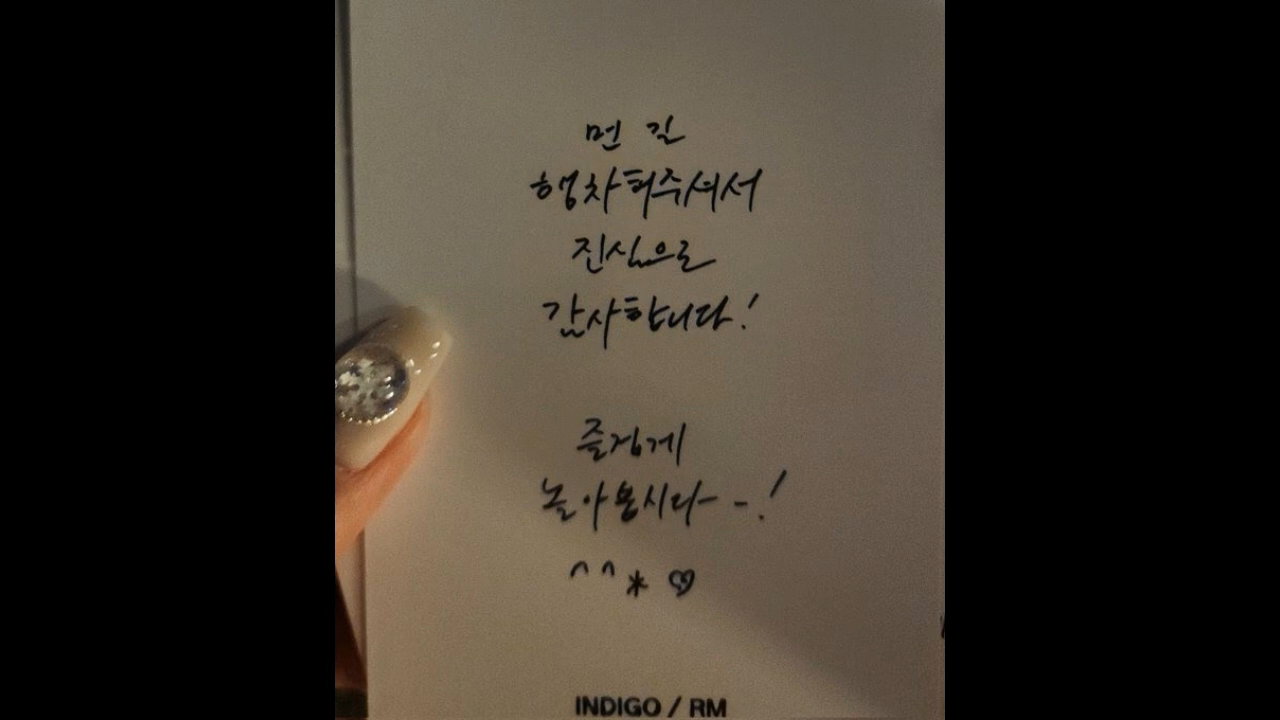 먼 길
행차해주셔서
진심으로
감사합니다!
즐겁게
놀아봅시다--!
^^* ♡
INDIGO / RM